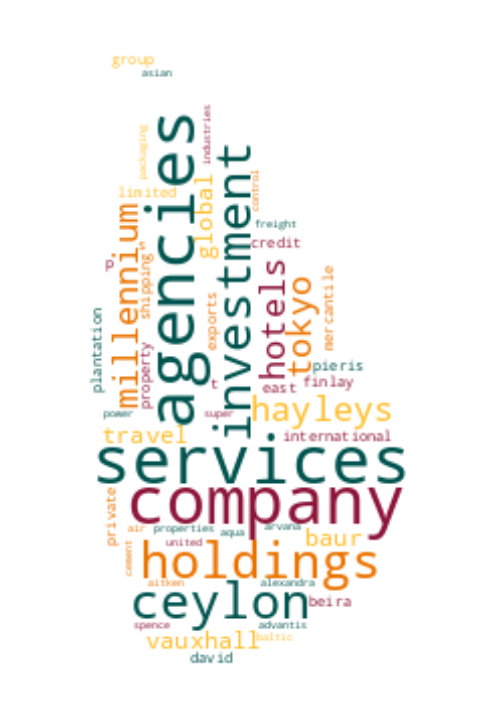 group
asian
agencies
industries
packaging
investment
control
limited
global
millennium
freight
credit
shipping
hotels
tokyo
mercantile
exports
plantation
property
pieris
finlay
east
t
power
super
hayleys
travel
international
services
company
private
air
properties
aqua
arvana
baur
united
cement
holdings
aitken
alexandra
ceylon
beira
spence
advantis
vauxhall
baltic
david